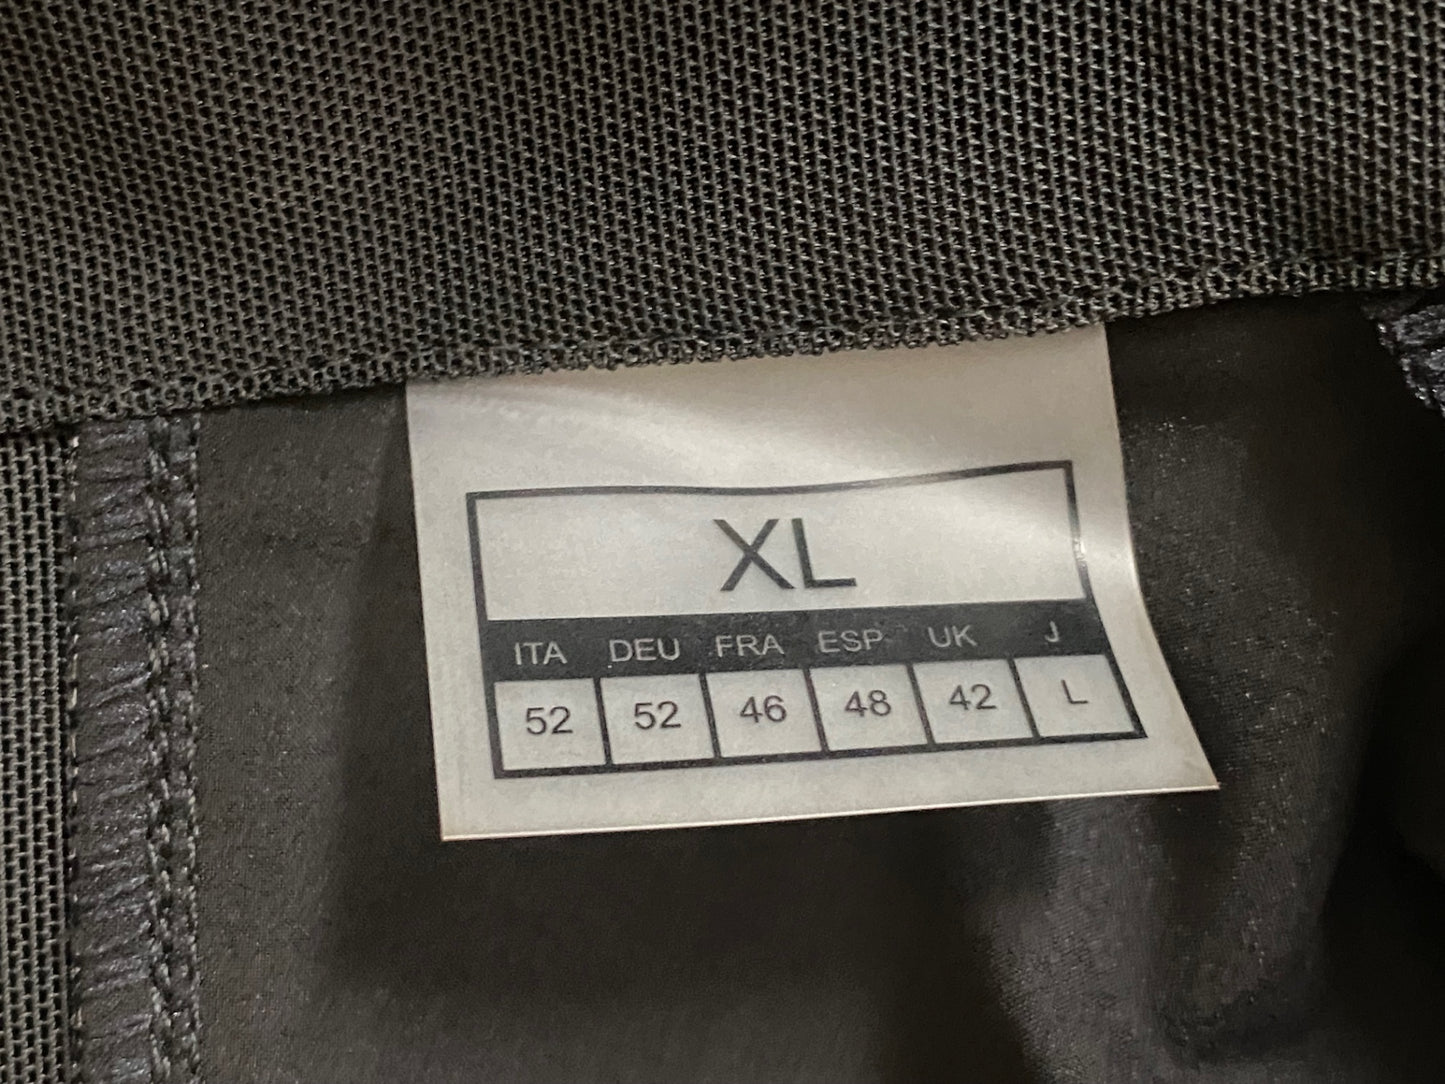 XL
ITA DEU FRA ESP UK J
52 52 46 48 42 L